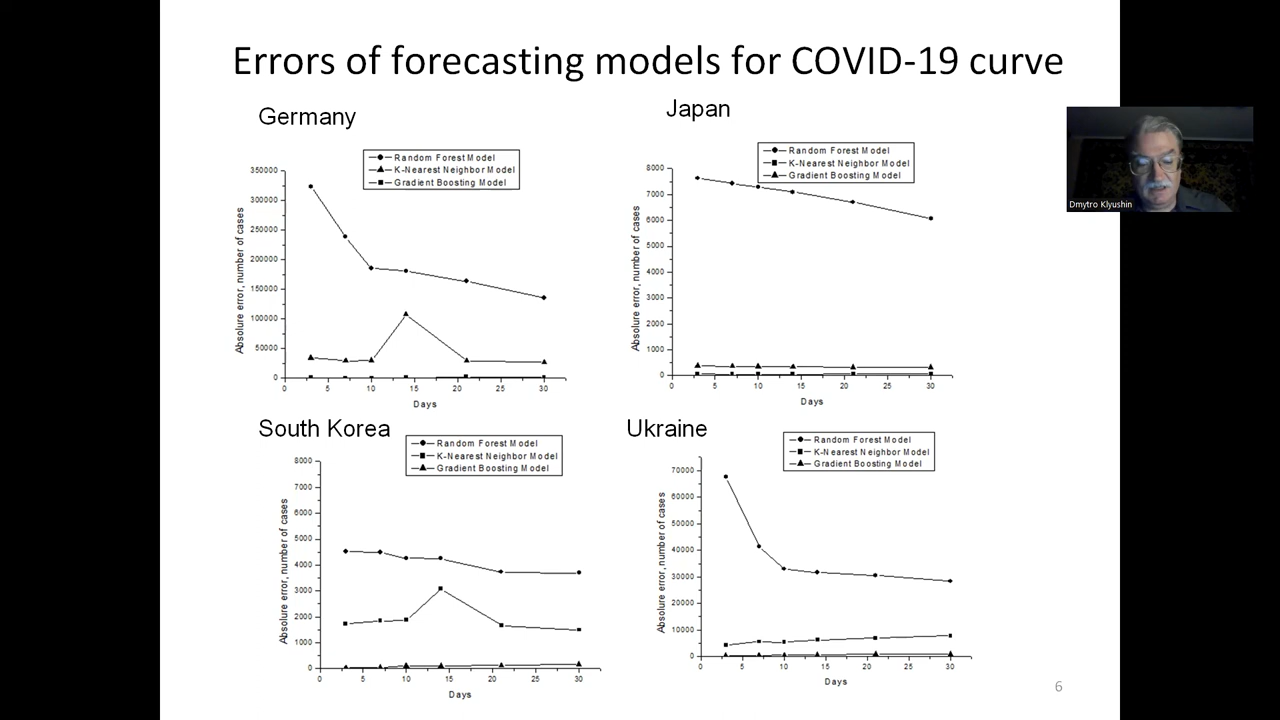 Errors of forecasting models for COVID-19 curve
Germany
Random Forest Model
K-Nearest Neighbor Model
Gradient Boosting Model
350000
300000
250000
200000
150000
100000
50000
0
Absolure error, number of cases
0 5 10 15 20 25 30
Days
Japan
Random Forest Model
K-Nearest Neighbor Model
Gradient Boosting Model
8000
7000
6000
5000
4000
3000
2000
1000
0
Absolure error, number of cases
0 5 10 15 20 25 30
Days
Dmytro Klyushin
South Korea
Random Forest Model
K-Nearest Neighbor Model
Gradient Boosting Model
8000
7000
6000
5000
4000
3000
2000
1000
0
Absolure error, number of cases
0 5 10 15 20 25 30
Days
Ukraine
Random Forest Model
K-Nearest Neighbor Model
Gradient Boosting Model
70000
60000
50000
40000
30000
20000
10000
0
Absolure error, number of cases
0 5 10 15 20 25 30
Days
6